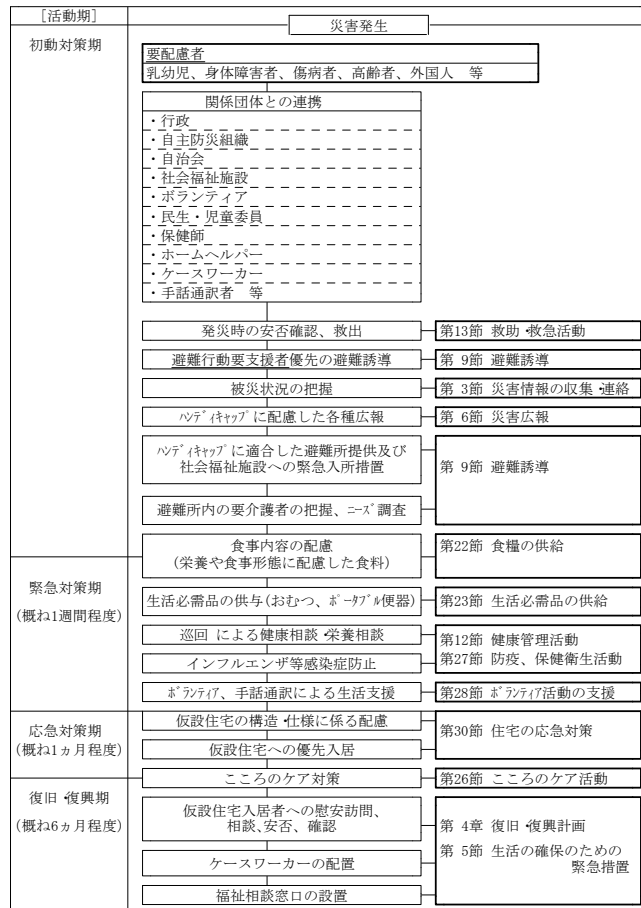 [活動期]
災害発生
初動対策期
要配慮者
乳幼児、身体障害者、傷病者、高齢者、外国人 等
関係団体との連携
・行政
・自主防災組織
・自治会
・社会福祉施設
・ボランティア
・民生・児童委員
・保健師
・ホームヘルパー
・ケースワーカー
・手話通訳者 等
発災時の安否確認、救出
第13節 救助・救急活動
避難行動要支援者優先の避難誘導
第 9節 避難誘導
被災状況の把握
第 3節 災害情報の収集・連絡
ハンディキャップに配慮した各種広報
第 6節 災害広報
ハンディキャップに適合した避難所提供及び
社会福祉施設への緊急入所措置
第 9節 避難誘導
避難所内の要介護者の把握、ニーズ調査
食事内容の配慮
(栄養や食事形態に配慮した食料)
第22節 食糧の供給
緊急対策期
(概ね1週間程度)
生活必需品の供与(おむつ、ポータブル便器)
第23節 生活必需品の供給
巡回 による健康相談・栄養相談
第12節 健康管理活動
インフルエンザ等感染症防止
第27節 防疫、保健衛生活動
ボランティア、手話通訳による生活支援
第28節 ボランティア活動の支援
応急対策期
(概ね1ヵ月程度)
仮設住宅の構造・仕様に係る配慮
第30節 住宅の応急対策
仮設住宅への優先入居
こころのケア対策
第26節 こころのケア活動
復旧・復興期
(概ね6ヵ月程度)
仮設住宅入居者への慰安訪問、
相談、安否、確認
第 4章 復旧・復興計画
第 5節 生活の確保のための
緊急措置
ケースワーカーの配置
福祉相談窓口の設置